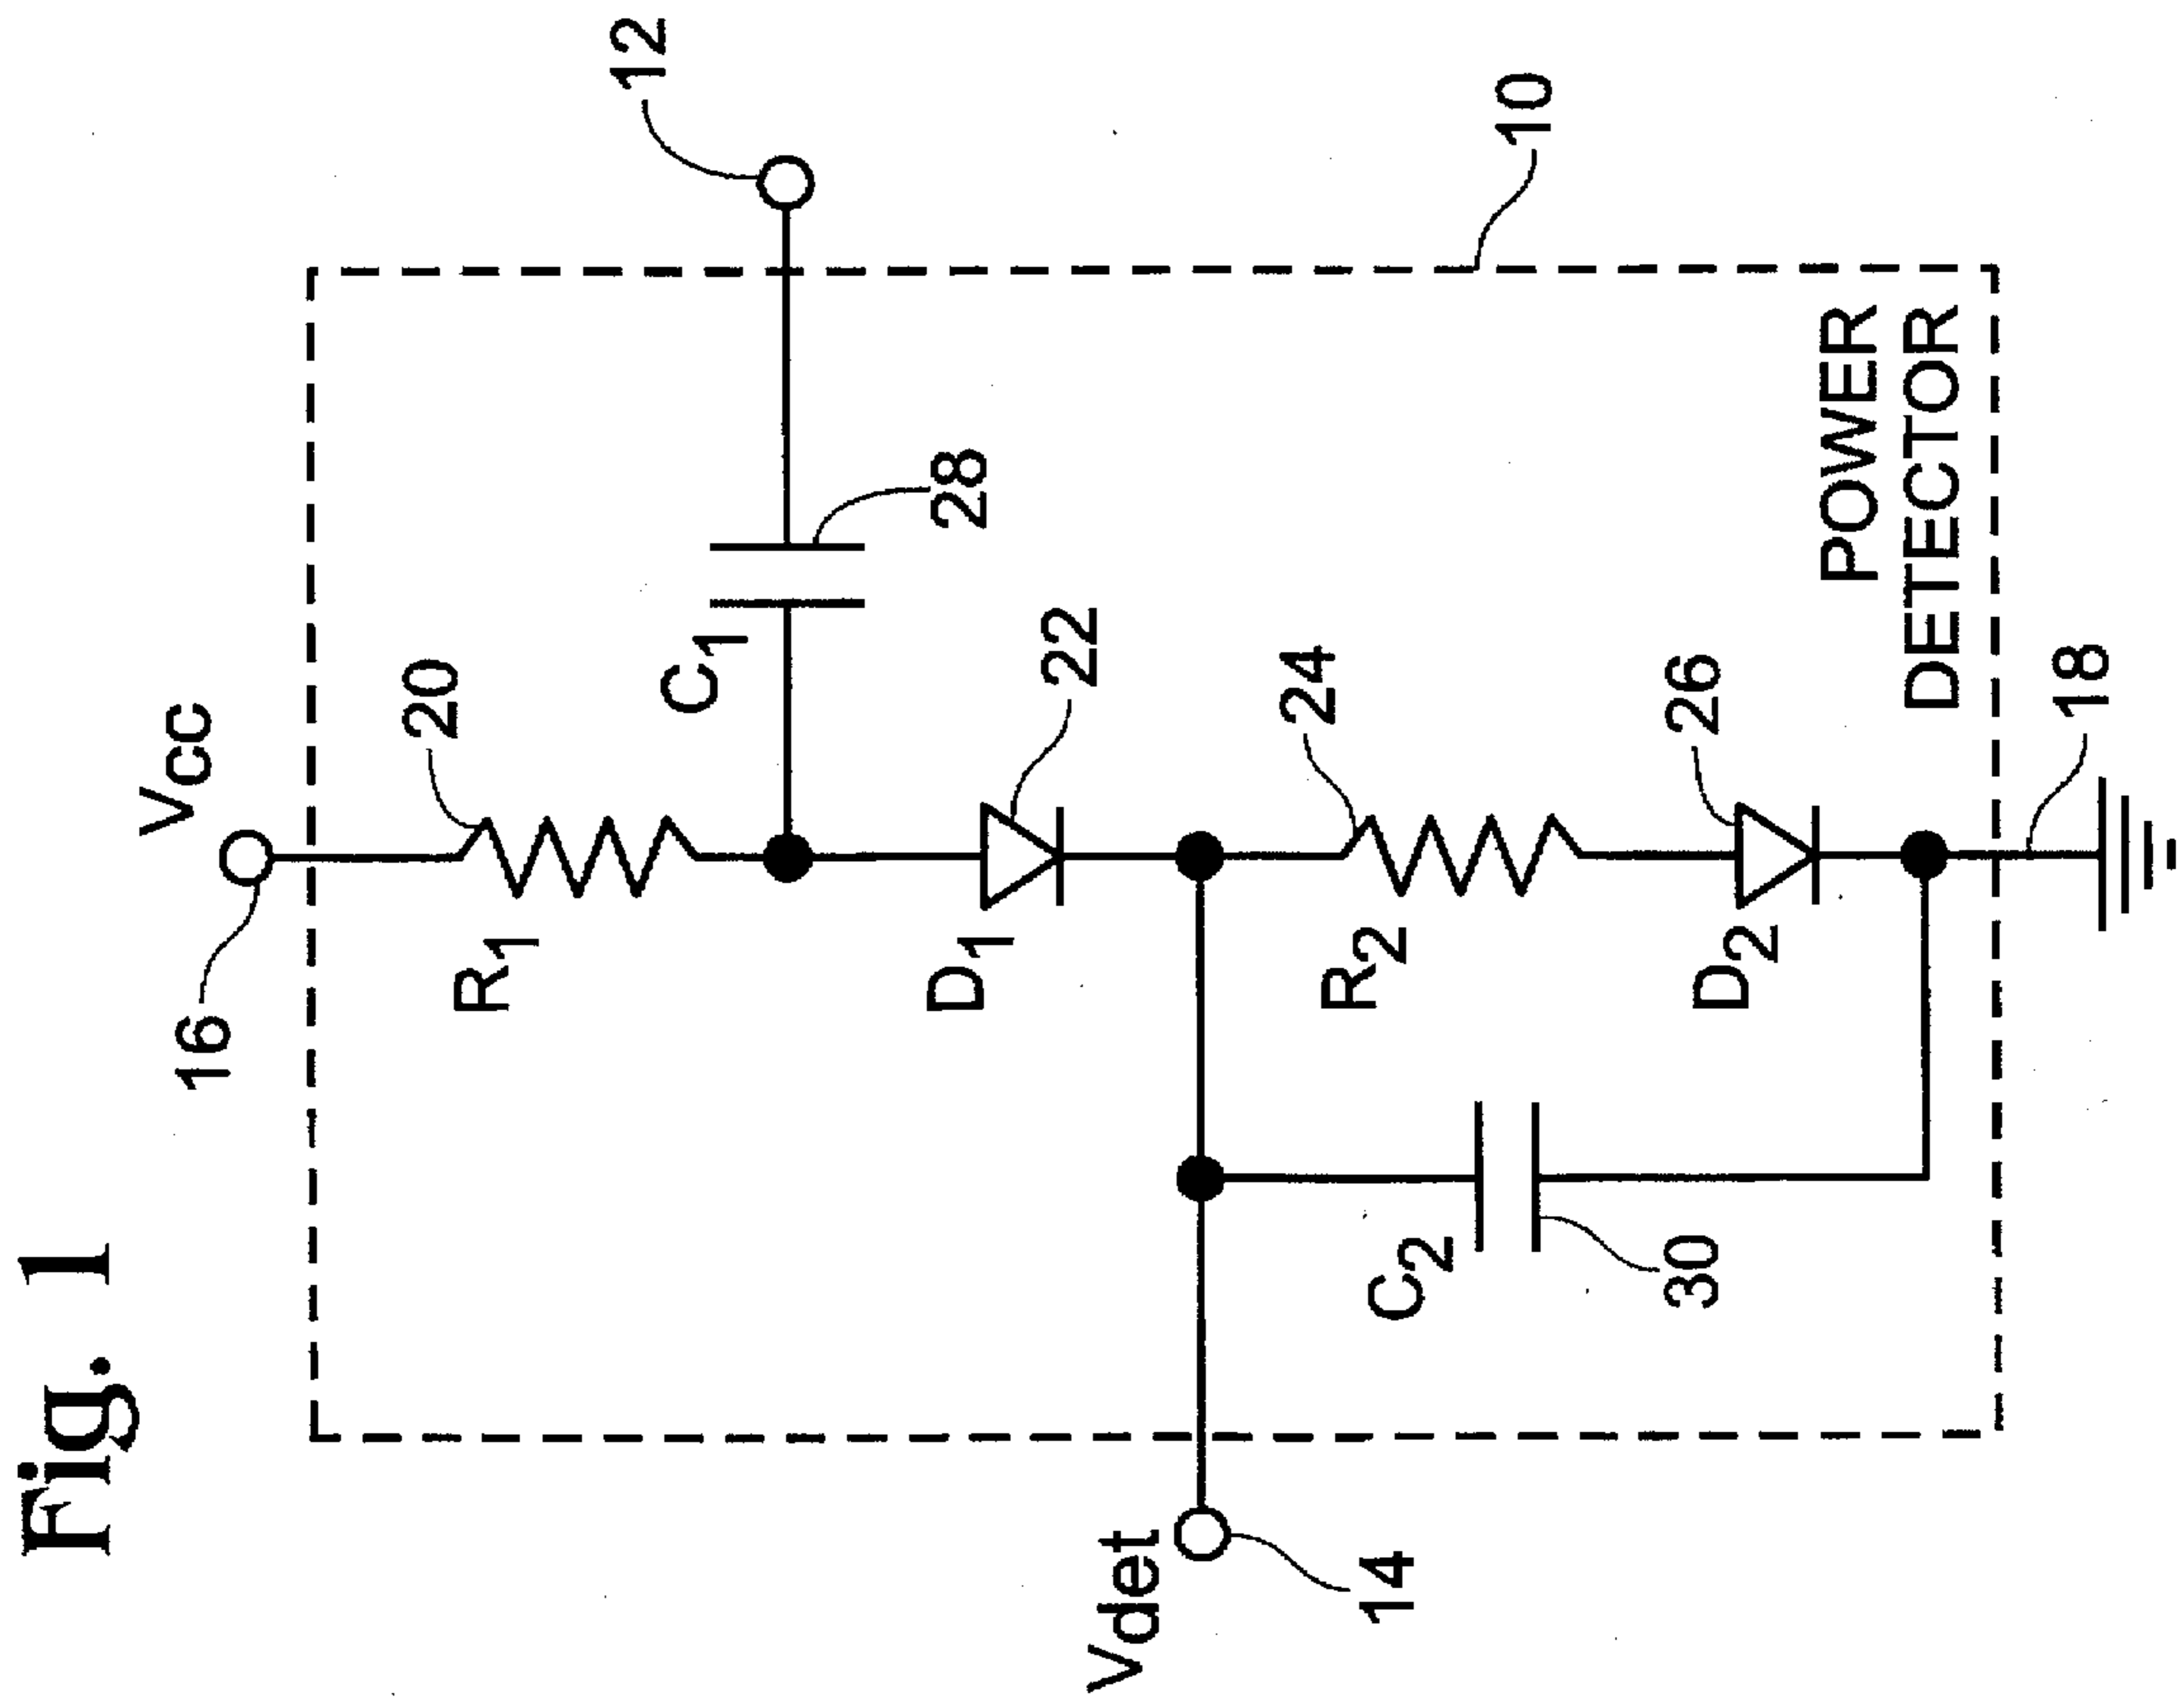 Fig. 1
Vcc
16
12
20
R1
C1
28
10
D1
22
Vdet
14
R2
24
C2
30
D2
26
POWER
DETECTOR
18